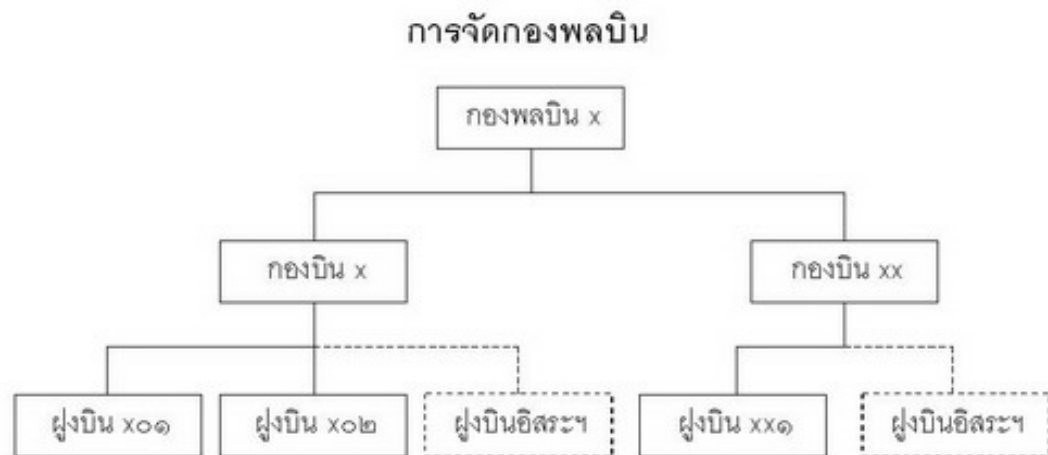 การจัดกองพลบิน
กองพลบิน x
กองบิน x
กองบิน xx
ฝูงบิน x๐๑
ฝูงบิน x๐๒
ฝูงบินอิสระฯ
ฝูงบิน xx๑
ฝูงบินอิสระฯ